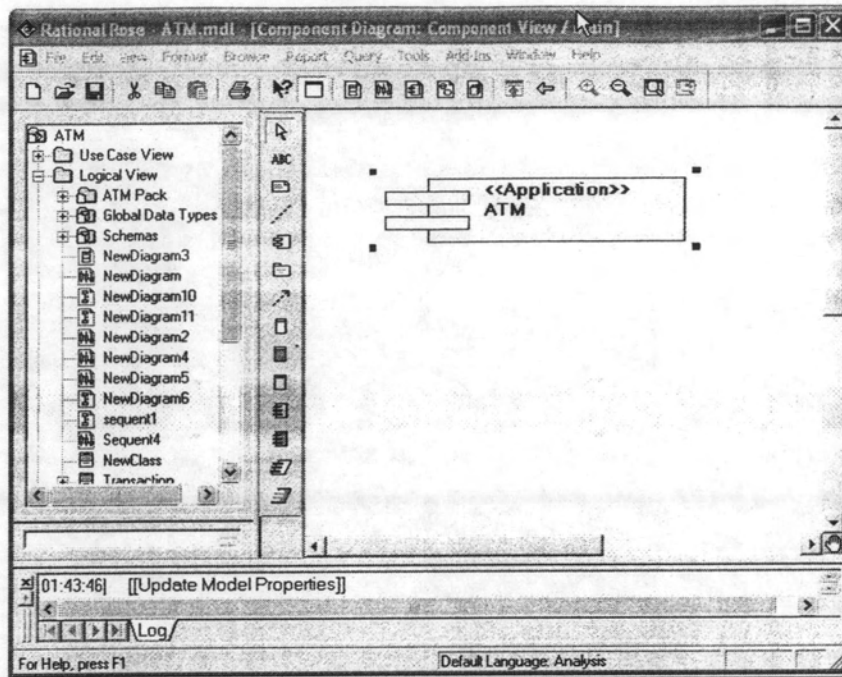 Rational Rose - ATM.mdl - [Component Diagram: Component View / Main]
File Edit View Format Browse Report Query Tools Add-Ins Window Help
ABC
ATM
Use Case View
Logical View
ATM Pack
Global Data Types
Schemas
NewDiagram3
NewDiagram
NewDiagram10
NewDiagram11
NewDiagram2
NewDiagram4
NewDiagram5
NewDiagram6
sequent1
Sequent4
NewClass
Transaction
<<Application>>
ATM
01:43:46| [[Update Model Properties]]
Log
For Help, press F1
Default Language: Analysis